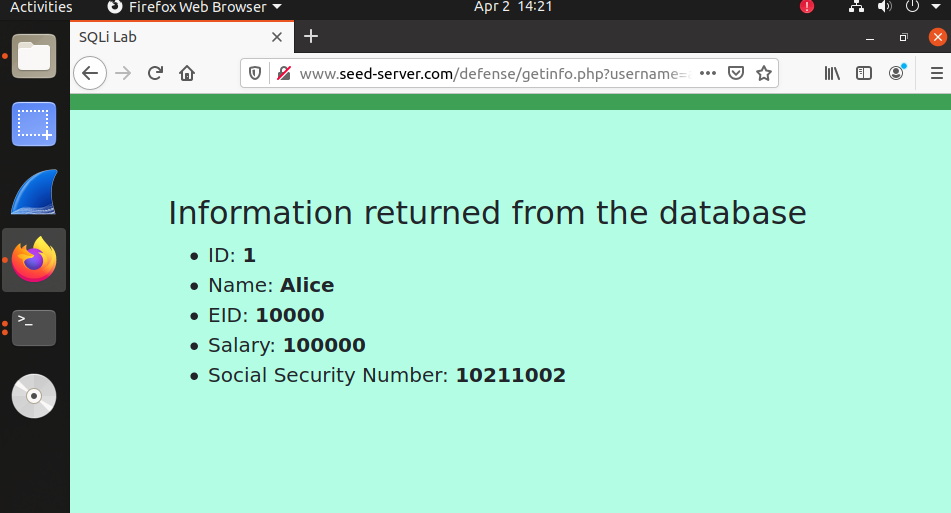 Activities Firefox Web Browser Apr 2 14:21
SQLi Lab
www.seed-server.com/defense/getinfo.php?username=
Information returned from the database
ID: 1
Name: Alice
EID: 10000
Salary: 100000
Social Security Number: 10211002